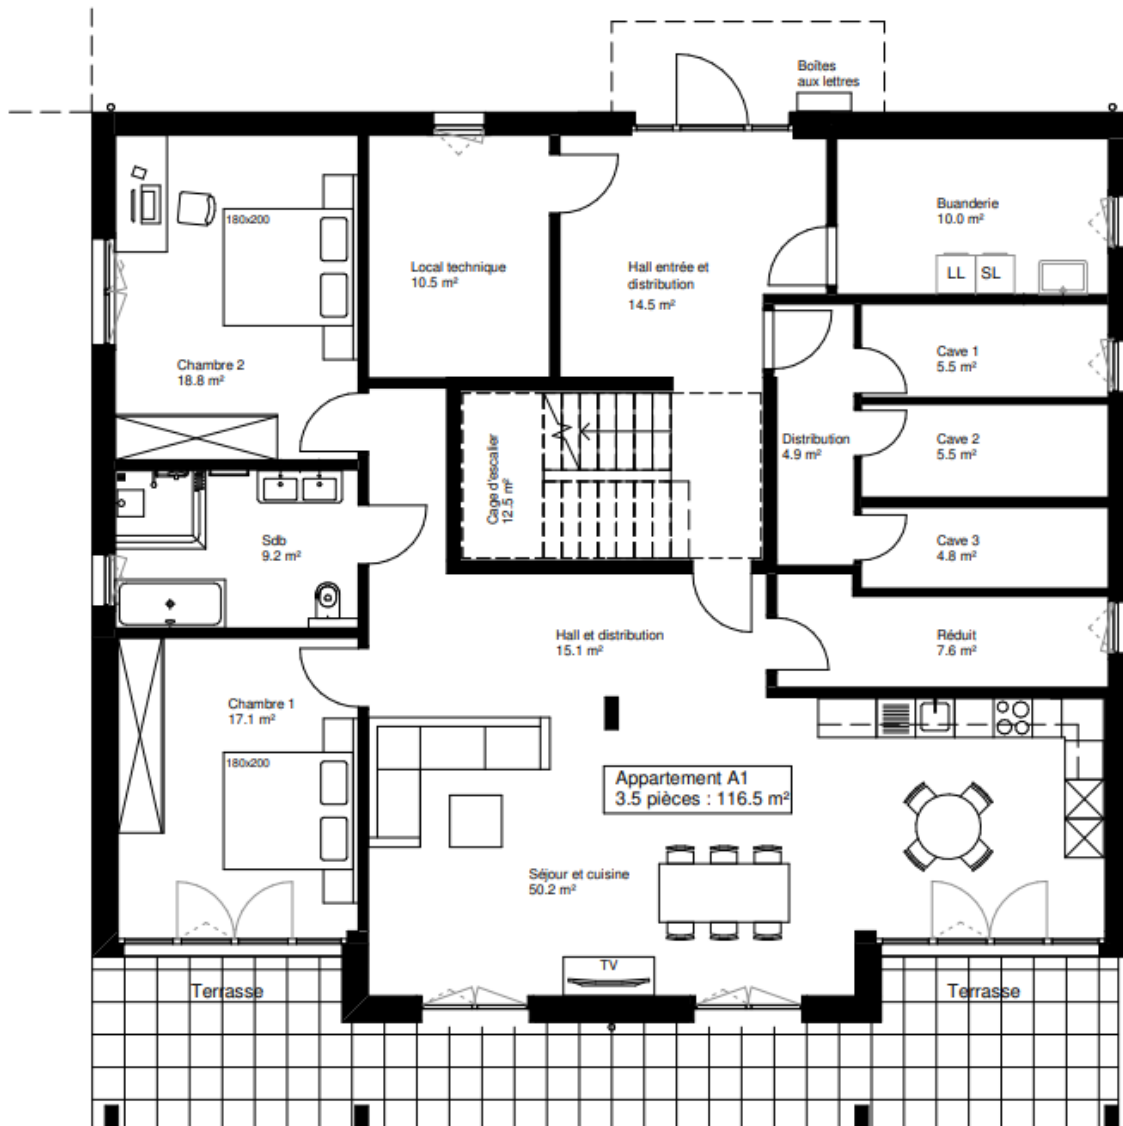 Boîtes
aux lettres
180x200
Buanderie
10.0 m²
Local technique
10.5 m²
Hall entrée et
distribution
14.5 m²
LL
SL
Chambre 2
18.8 m²
Cave 1
5.5 m²
Cage d'escalier
12.5 m²
Distribution
4.9 m²
Cave 2
5.5 m²
Sdb
9.2 m²
Cave 3
4.8 m²
Hall et distribution
15.1 m²
Réduit
7.6 m²
Chambre 1
17.1 m²
180x200
Appartement A1
3.5 pièces : 116.5 m²
Séjour et cuisine
50.2 m²
TV
Terrasse
Terrasse